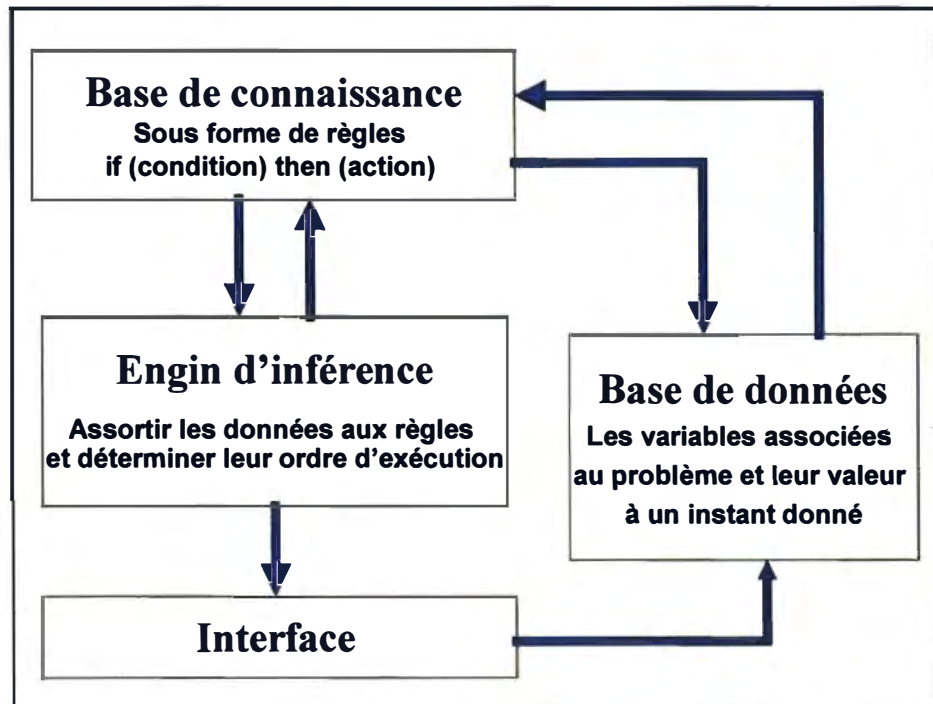 Base de connaissance
Sous forme de règles
if (condition) then (action)
Engin d'inférence
Assortir les données aux règles
et déterminer leur ordre d'exécution
Base de données
Les variables associées
au problème et leur valeur
à un instant donné
Interface